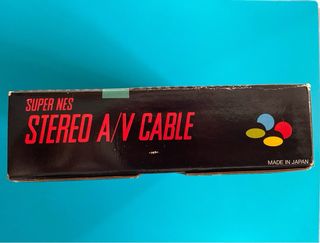 SUPER NES
STEREO A/V CABLE
MADE IN JAPAN